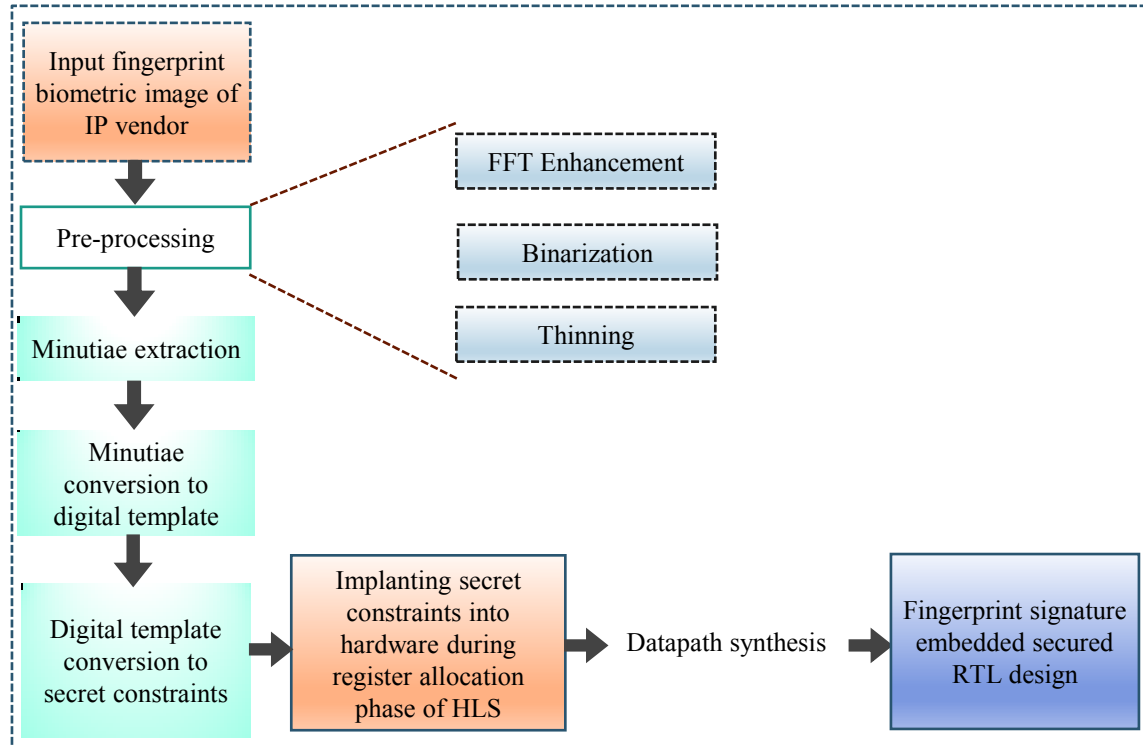 Input fingerprint
biometric image of
IP vendor
Pre-processing
FFT Enhancement
Binarization
Thinning
Minutiae extraction
Minutiae
conversion to
digital template
Digital template
conversion to
secret constraints
Implanting secret
constraints into
hardware during
register allocation
phase of HLS
Datapath synthesis
Fingerprint signature
embedded secured
RTL design